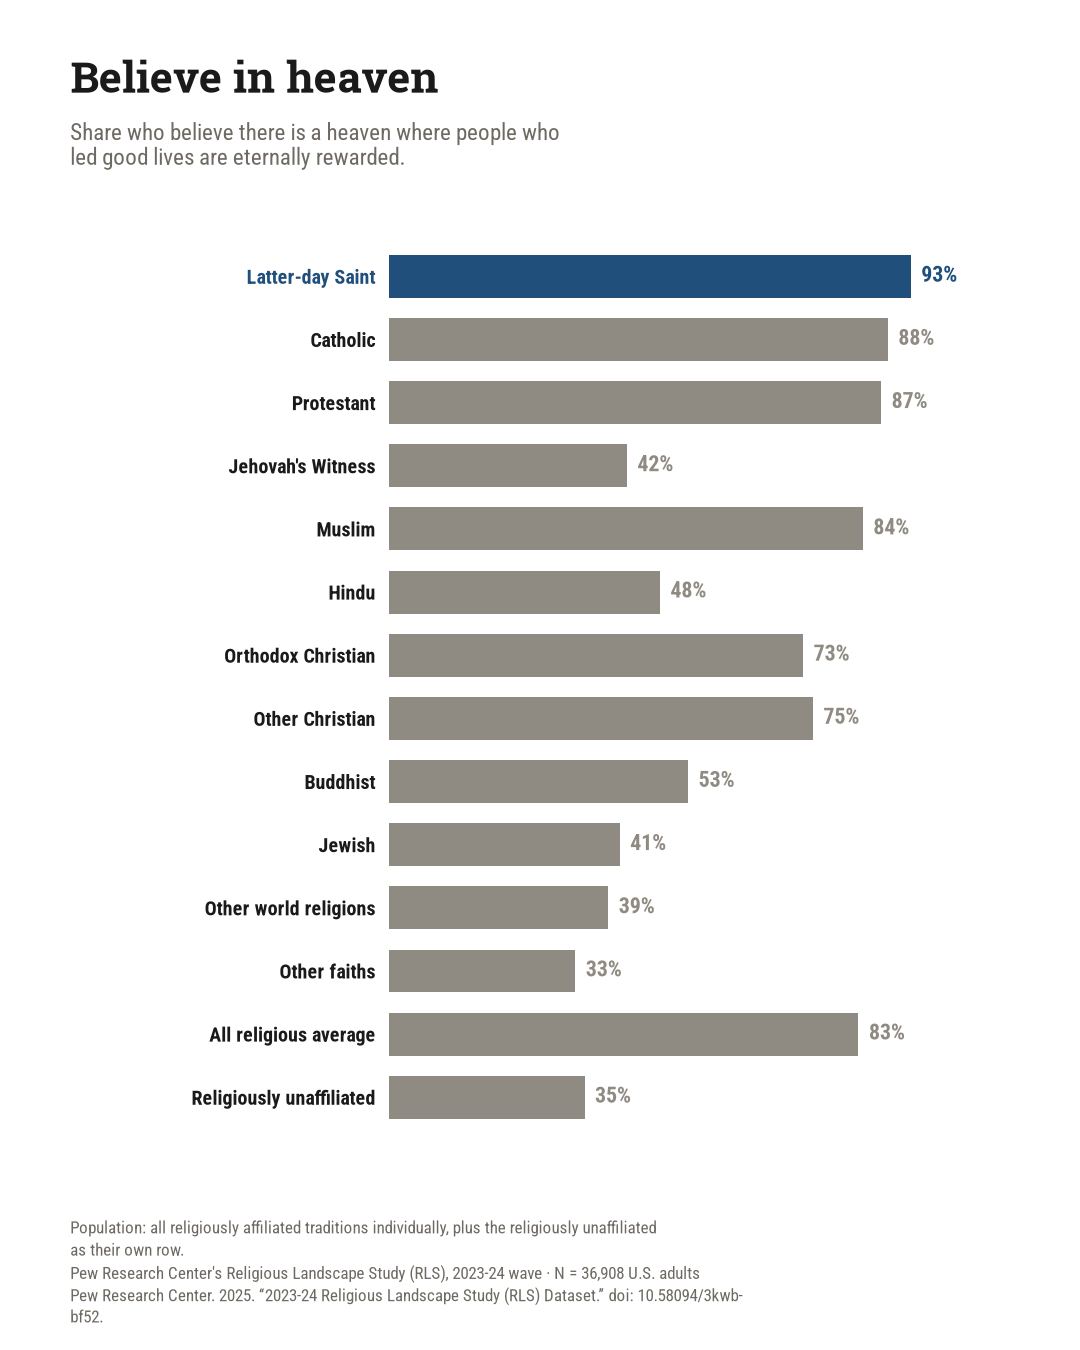 Believe in heaven
Share who believe there is a heaven where people who
led good lives are eternally rewarded.
Latter-day Saint 93%
Catholic 88%
Protestant 87%
Jehovah's Witness 42%
Muslim 84%
Hindu 48%
Orthodox Christian 73%
Other Christian 75%
Buddhist 53%
Jewish 41%
Other world religions 39%
Other faiths 33%
All religious average 83%
Religiously unaffiliated 35%
Population: all religiously affiliated traditions individually, plus the religiously unaffiliated
as their own row.
Pew Research Center's Religious Landscape Study (RLS), 2023-24 wave · N = 36,908 U.S. adults
Pew Research Center. 2025. “2023-24 Religious Landscape Study (RLS) Dataset.” doi: 10.58094/3kwb-
bf52.